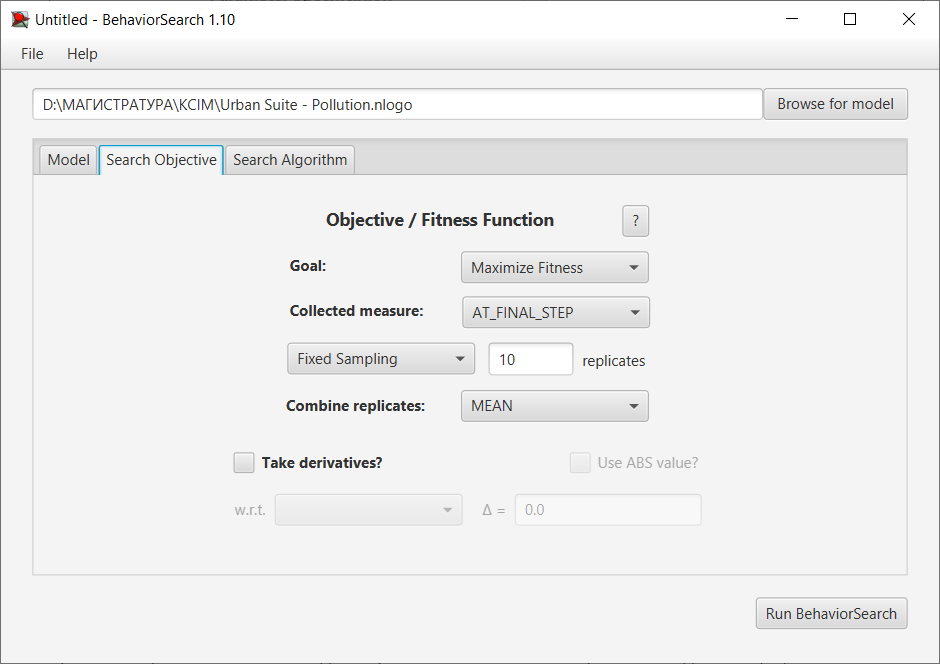 Untitled - BehaviorSearch 1.10
File Help
D:\МАГИСТРАТУРА\КСІМ\Urban Suite - Pollution.nlogo Browse for model
Model Search Objective Search Algorithm
Objective / Fitness Function ?
Goal: Maximize Fitness
Collected measure: AT_FINAL_STEP
Fixed Sampling 10 replicates
Combine replicates: MEAN
Take derivatives? Use ABS value?
w.r.t. Δ = 0.0
Run BehaviorSearch